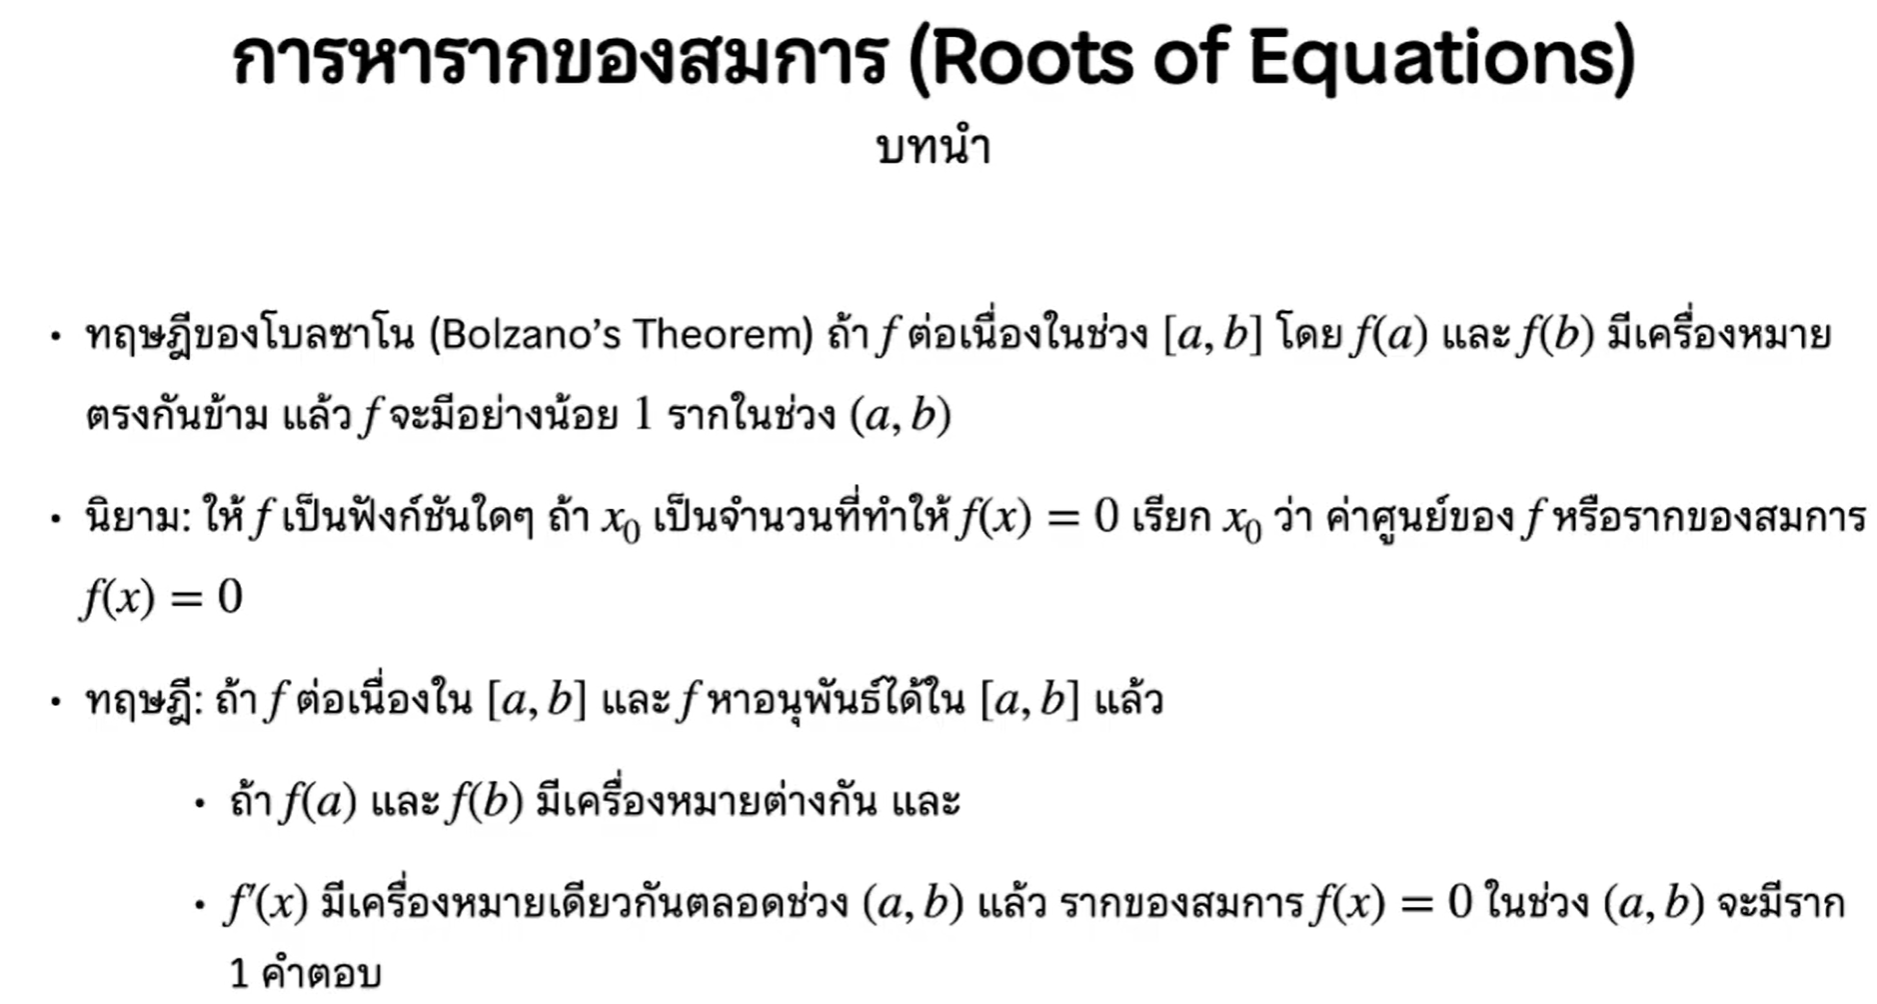 การหารากของสมการ (Roots of Equations)
บทนำ
• ทฤษฎีของโบลซาโน (Bolzano’s Theorem) ถ้า f ต่อเนื่องในช่วง [a, b] โดย f(a) และ f(b) มีเครื่องหมาย
ตรงกันข้าม แล้ว f จะมีอย่างน้อย 1 รากในช่วง (a, b)
• นิยาม: ให้ f เป็นฟังก์ชันใดๆ ถ้า x₀ เป็นจำนวนที่ทำให้ f(x) = 0 เรียก x₀ ว่า ค่าศูนย์ของ f หรือรากของสมการ
f(x) = 0
• ทฤษฎี: ถ้า f ต่อเนื่องใน [a, b] และ f หาอนุพันธ์ได้ใน [a, b] แล้ว
• ถ้า f(a) และ f(b) มีเครื่องหมายต่างกัน และ
• f′(x) มีเครื่องหมายเดียวกันตลอดช่วง (a, b) แล้ว รากของสมการ f(x) = 0 ในช่วง (a, b) จะมีราก
1 คำตอบ